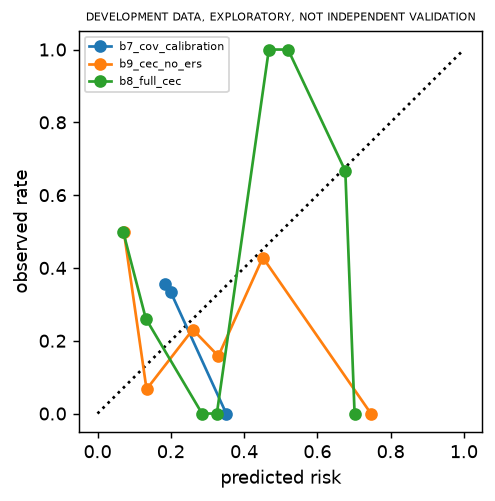 DEVELOPMENT DATA, EXPLORATORY, NOT INDEPENDENT VALIDATION
b7_cov_calibration
b9_cec_no_ers
b8_full_cec
1.0
0.8
0.6
0.4
0.2
0.0
observed rate
0.0 0.2 0.4 0.6 0.8 1.0
predicted risk